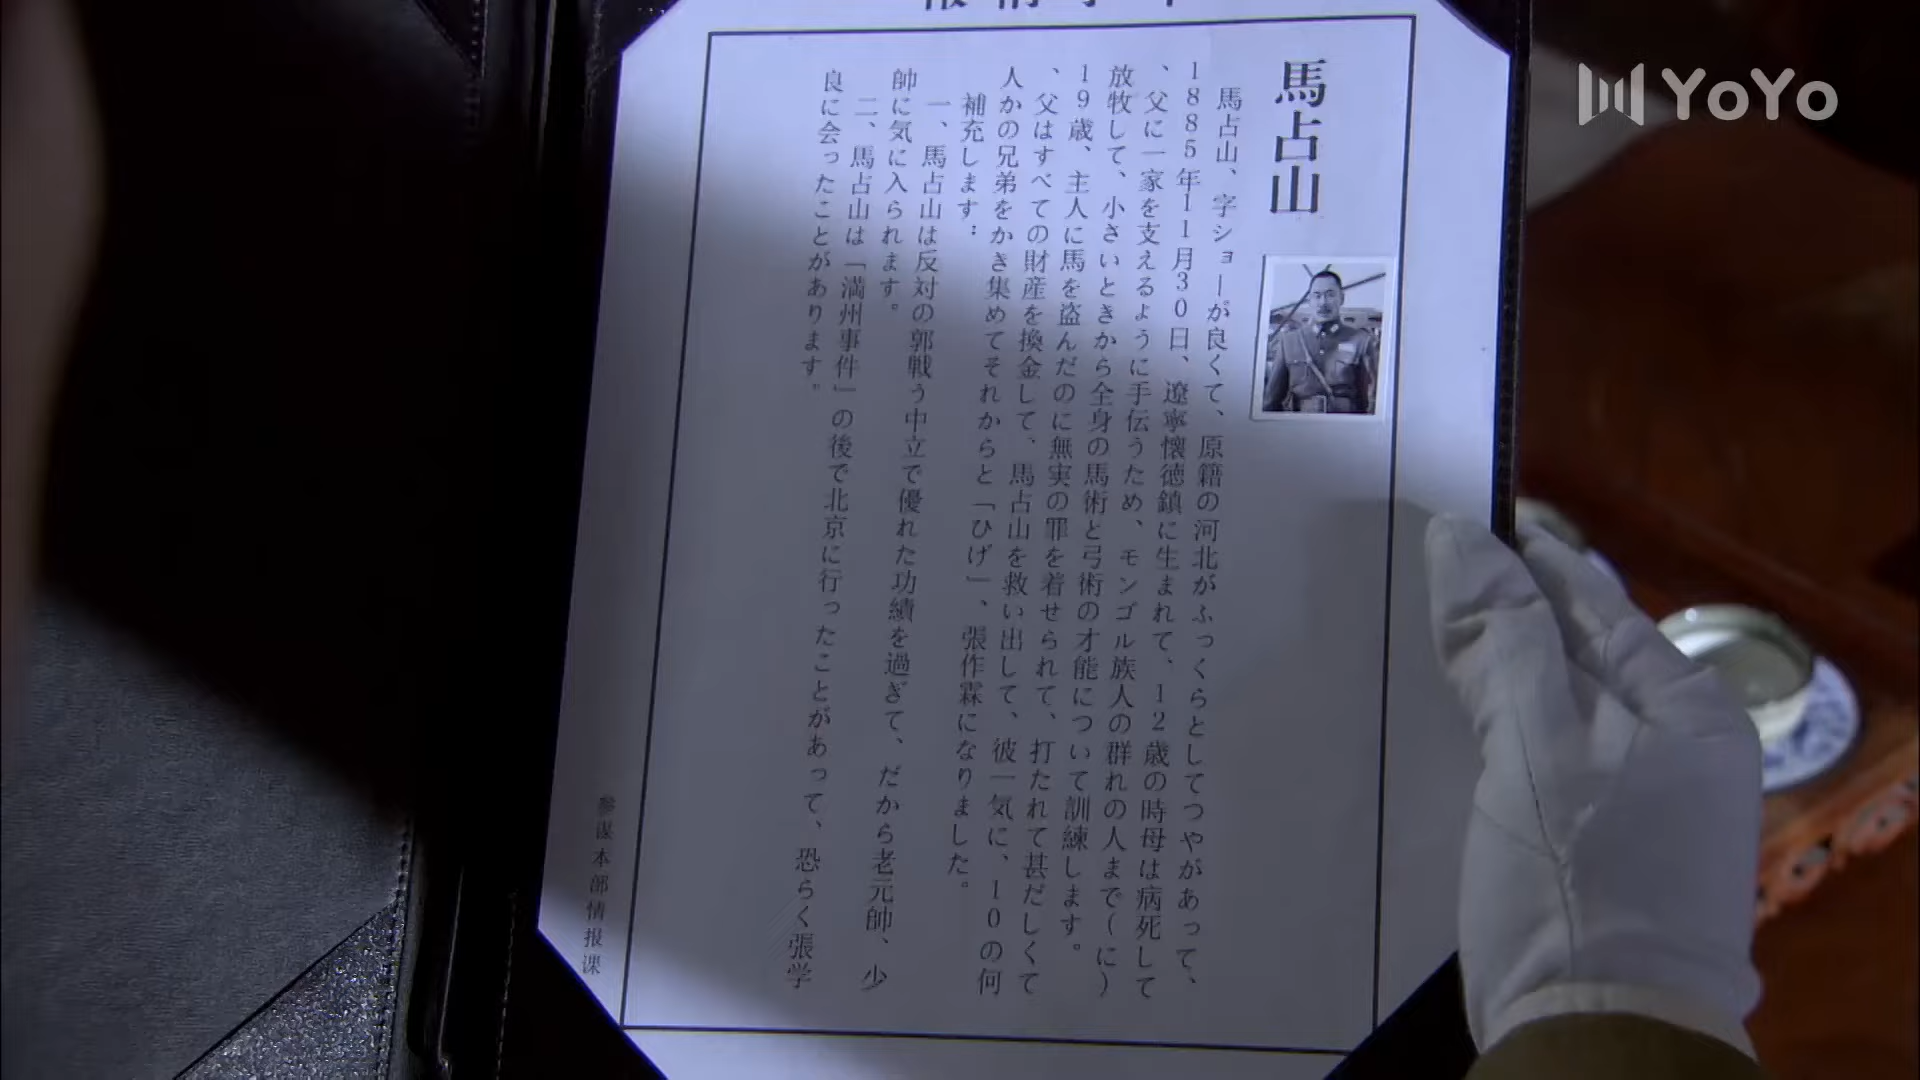 馬占山
馬占山、字ショーが良くて、原籍の河北がふっくらとしてつやがあって、
1885年11月30日、遼寧懐徳鎮に生まれて、12歳の時母は病死して
、父に一家を支えるように手伝うため、モンゴル族人の群れの人まで(に)
放牧して、小さいときから全身の馬術と弓術の才能について訓練します。
19歳、主人に馬を盗んだのに無実の罪を着せられて、打たれて甚だしくて
、父はすべての財産を換金して、馬占山を救い出して、彼一気に、10の何
人かの兄弟をかき集めてそれからと「ひげ」、張作霖になりました。
補充します:
一、馬占山は反対の郭戦う中立で優れた功績を過ぎて、だから老元帥、少
帥に気に入られます。
二、馬占山は「満州事件」の後で北京に行ったことがあって、恐らく張学
良に会ったことがあります。
参谋本部情报课
YoYo